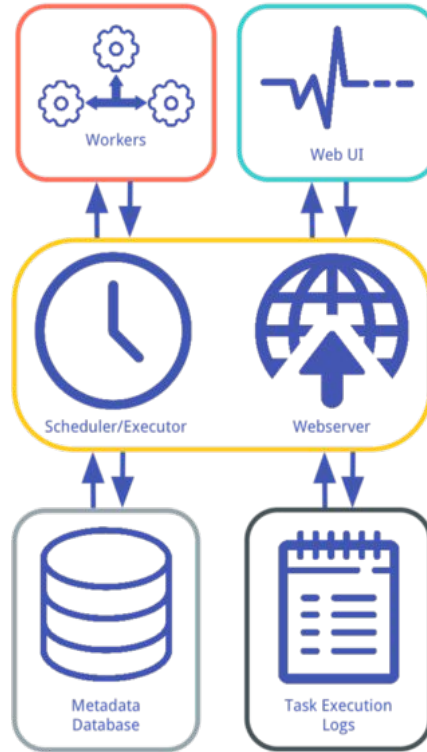 Workers
Web UI
Scheduler/Executor
Webserver
Metadata
Database
Task Execution
Logs